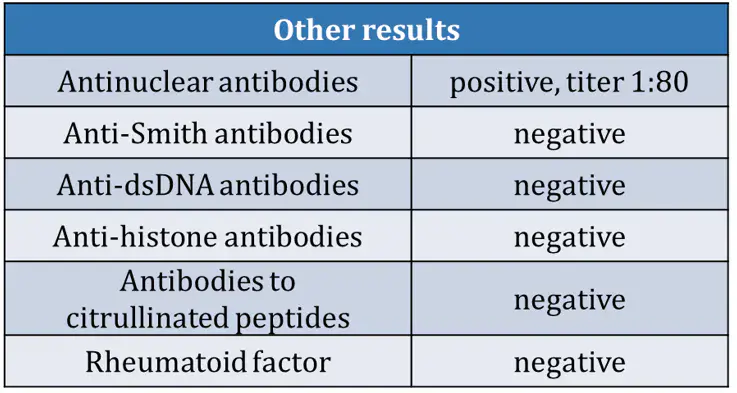 Other results
Antinuclear antibodies positive, titer 1:80
Anti-Smith antibodies negative
Anti-dsDNA antibodies negative
Anti-histone antibodies negative
Antibodies to
citrullinated peptides negative
Rheumatoid factor negative